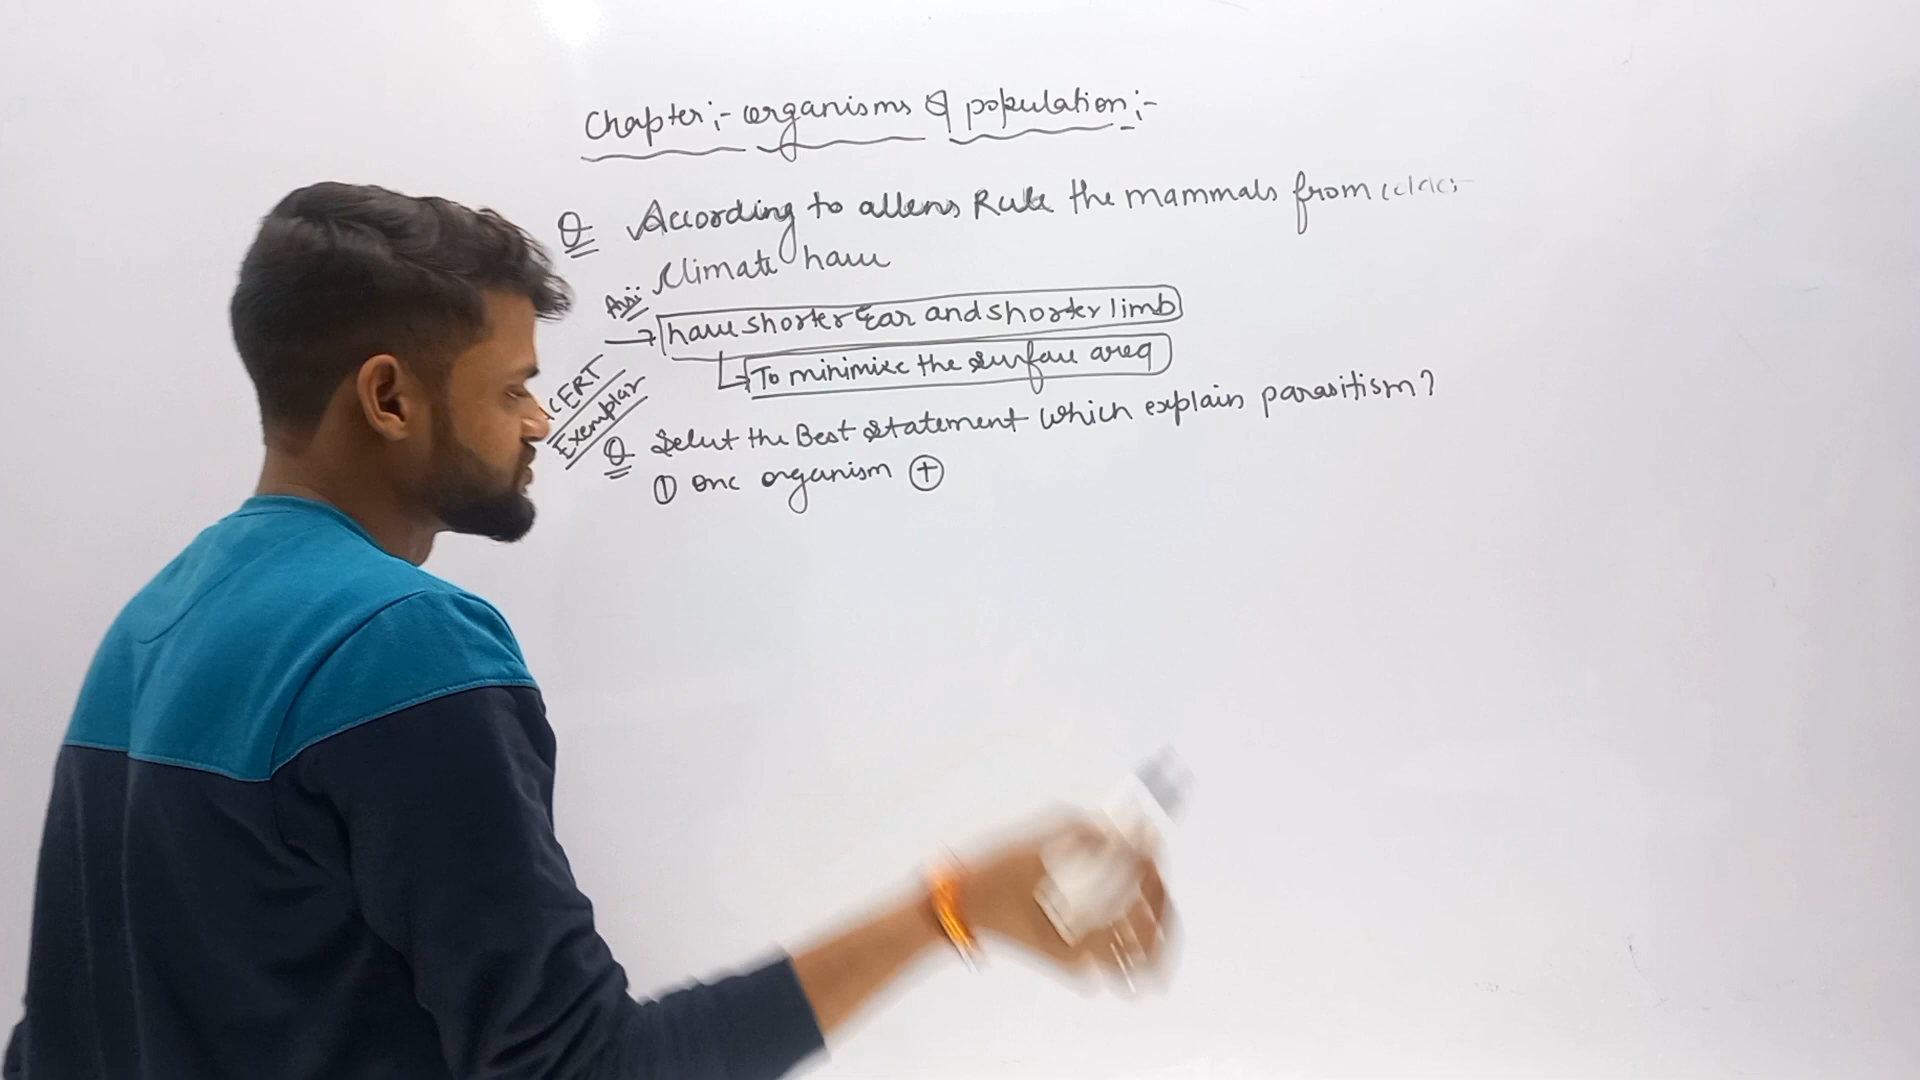 Chapter :- organisms & population :-
Q According to allens Rule the mammals from
Climate have
Ans:
→ have shorter Ear and shorter limb
To minimize the surface area
NCERT
Exemplar
Q Select the Best statement which explain parasitism ?
① One organism ⊕